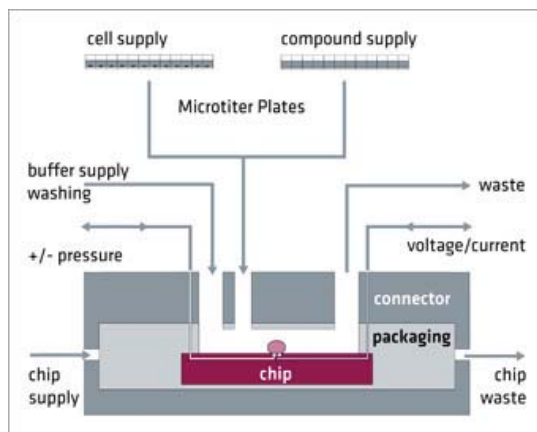 cell supply
compound supply
Microtiter Plates
buffer supply
washing
waste
+/- pressure
voltage/current
connector
packaging
chip
supply
chip
chip
waste